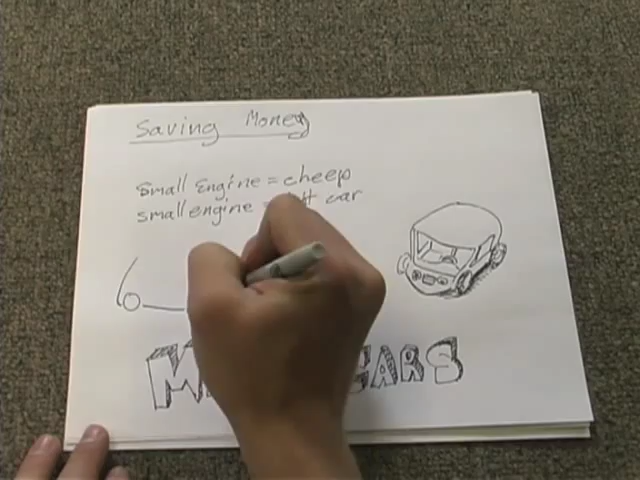 Saving Money
small Engine = cheep
small engine = car
CARS